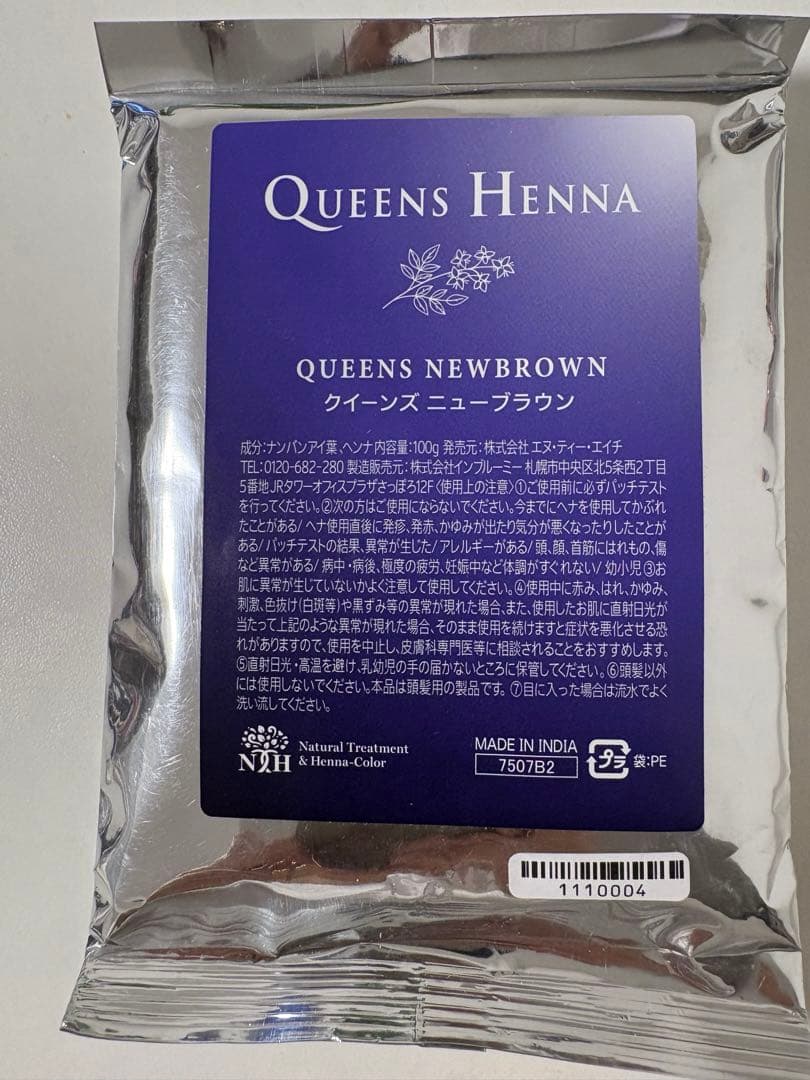 QUEENS HENNA
QUEENS NEWBROWN
クイーンズ ニューブラウン
成分:ナンバンアイ葉、ヘンナ 内容量:100g 発売元:株式会社 エヌ・ティー・エイチ
TEL:0120-682-280 製造販売元:株式会社インブルーミー 札幌市中央区北5条西2丁目
5番地 JRタワーオフィスプラザさっぽろ12F 〈使用上の注意〉①ご使用前に必ずパッチテスト
を行ってください。②次の方はご使用にならないでください。今までにヘナを使用してかぶれ
たことがある/ ヘナ使用直後に発疹、発赤、かゆみが出たり気分が悪くなったりしたことが
ある/ パッチテストの結果、異常が生じた/ アレルギーがある/ 頭、顔、首筋にはれもの、傷
など異常がある/ 病中・病後、極度の疲労、妊娠中など体調がすぐれない/ 幼小児 ③お
肌に異常が生じていないかよく注意して使用してください。④使用中に赤み、はれ、かゆみ、
刺激、色抜け(白斑等)や黒ずみ等の異常が現れた場合、また、使用したお肌に直射日光が
当たって上記のような異常が現れた場合、そのまま使用を続けますと症状を悪化させる恐
れがありますので、使用を中止し、皮膚科専門医等に相談されることをおすすめします。
⑤直射日光・高温を避け、乳幼児の手の届かないところに保管してください。⑥頭髪以外
には使用しないでください。本品は頭髪用の製品です。⑦目に入った場合は流水でよく
洗い流してください。
NTH
Natural Treatment
& Henna-Color
MADE IN INDIA
7507B2
プラ 袋:PE
1110004